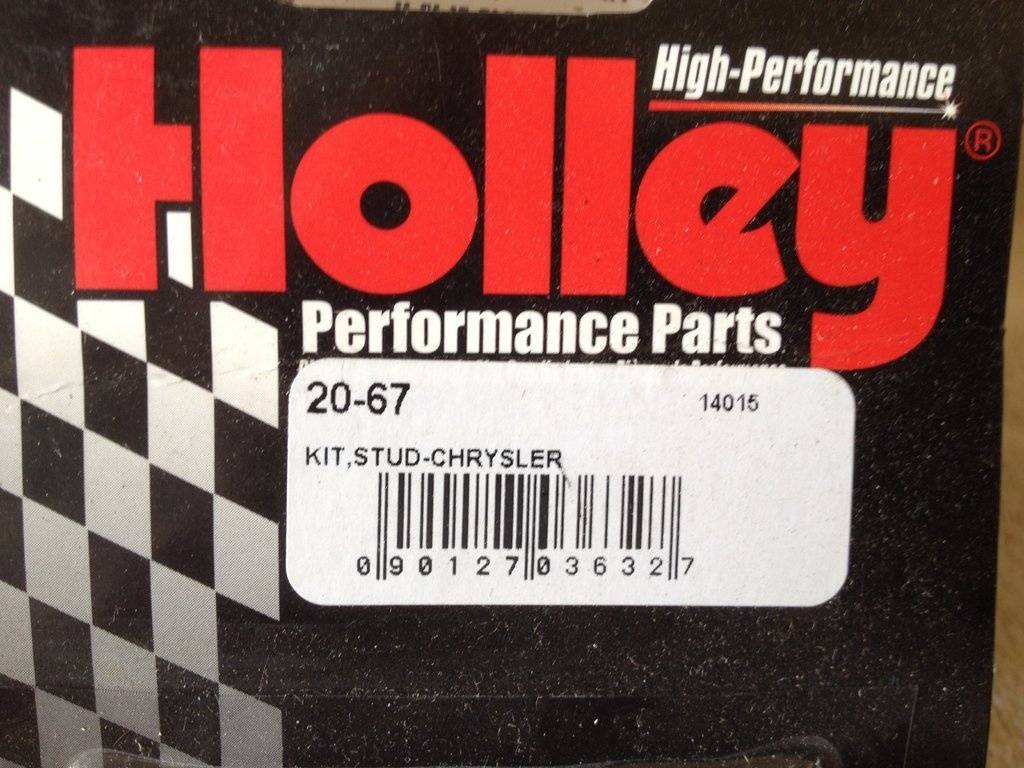 High-Performance
Holley®
Performance Parts
20-67 14015
KIT,STUD-CHRYSLER
0 90127 03632 7